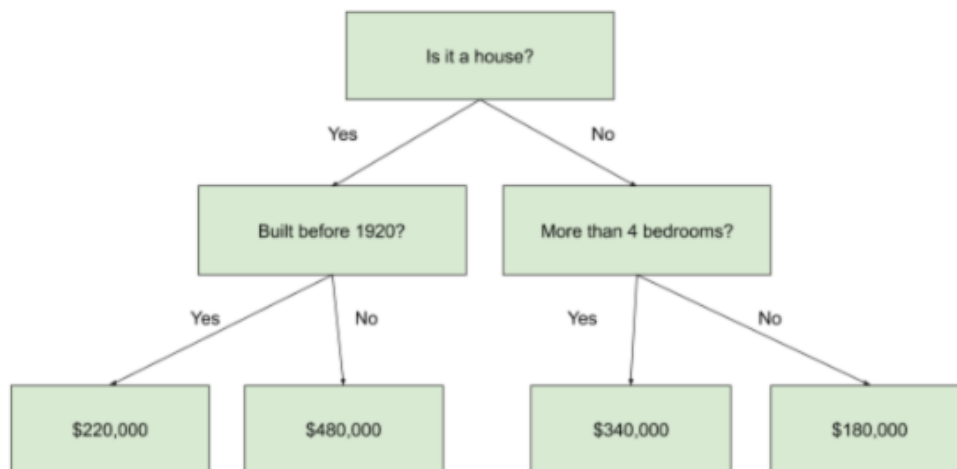 Is it a house?
Yes
No
Built before 1920?
More than 4 bedrooms?
Yes
No
Yes
No
$220,000
$480,000
$340,000
$180,000